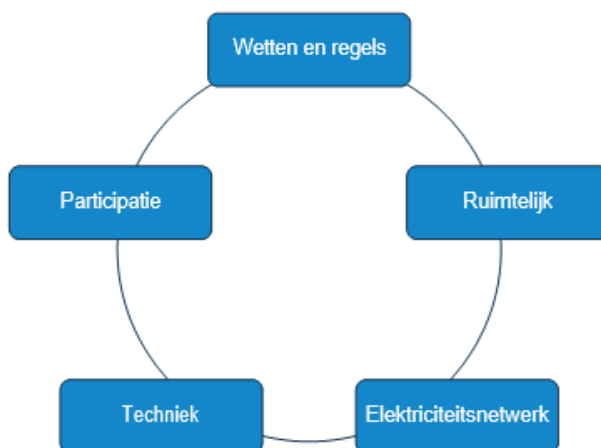 Wetten en regels
Participatie
Ruimtelijk
Techniek
Elektriciteitsnetwerk